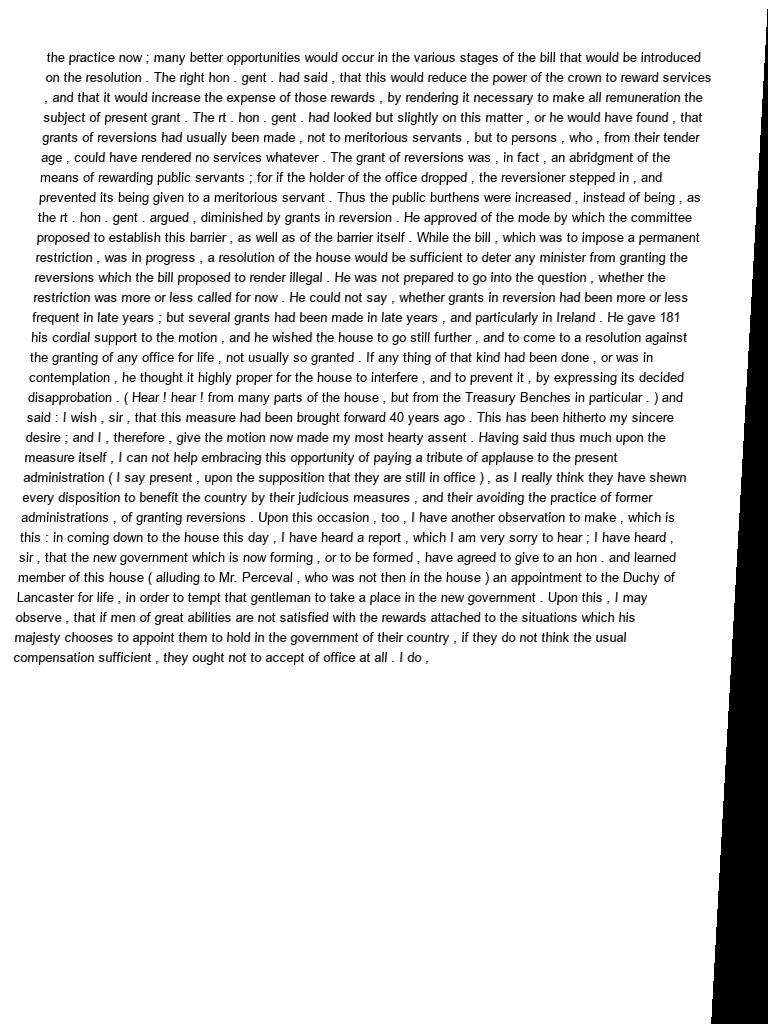 the practice now ; many better opportunities would occur in the various stages of the bill that would be introduced
on the resolution . The right hon . gent . had said , that this would reduce the power of the crown to reward services
, and that it would increase the expense of those rewards , by rendering it necessary to make all remuneration the
subject of present grant . The rt . hon . gent . had looked but slightly on this matter , or he would have found , that
grants of reversions had usually been made , not to meritorious servants , but to persons , who , from their tender
age , could have rendered no services whatever . The grant of reversions was , in fact , an abridgment of the
means of rewarding public servants ; for if the holder of the office dropped , the reversioner stepped in , and
prevented its being given to a meritorious servant . Thus the public burthens were increased , instead of being , as
the rt . hon . gent . argued , diminished by grants in reversion . He approved of the mode by which the committee
proposed to establish this barrier , as well as of the barrier itself . While the bill , which was to impose a permanent
restriction , was in progress , a resolution of the house would be sufficient to deter any minister from granting the
reversions which the bill proposed to render illegal . He was not prepared to go into the question , whether the
restriction was more or less called for now . He could not say , whether grants in reversion had been more or less
frequent in late years ; but several grants had been made in late years , and particularly in Ireland . He gave 181
his cordial support to the motion , and he wished the house to go still further , and to come to a resolution against
the granting of any office for life , not usually so granted . If any thing of that kind had been done , or was in
contemplation , he thought it highly proper for the house to interfere , and to prevent it , by expressing its decided
disapprobation . ( Hear ! hear ! from many parts of the house , but from the Treasury Benches in particular . ) and
said : I wish , sir , that this measure had been brought forward 40 years ago . This has been hitherto my sincere
desire ; and I , therefore , give the motion now made my most hearty assent . Having said thus much upon the
measure itself , I can not help embracing this opportunity of paying a tribute of applause to the present
administration ( I say present , upon the supposition that they are still in office ) , as I really think they have shewn
every disposition to benefit the country by their judicious measures , and their avoiding the practice of former
administrations , of granting reversions . Upon this occasion , too , I have another observation to make , which is
this : in coming down to the house this day , I have heard a report , which I am very sorry to hear ; I have heard ,
sir , that the new government which is now forming , or to be formed , have agreed to give to an hon . and learned
member of this house ( alluding to Mr. Perceval , who was not then in the house ) an appointment to the Duchy of
Lancaster for life , in order to tempt that gentleman to take a place in the new government . Upon this , I may
observe , that if men of great abilities are not satisfied with the rewards attached to the situations which his
majesty chooses to appoint them to hold in the government of their country , if they do not think the usual
compensation sufficient , they ought not to accept of office at all . I do ,